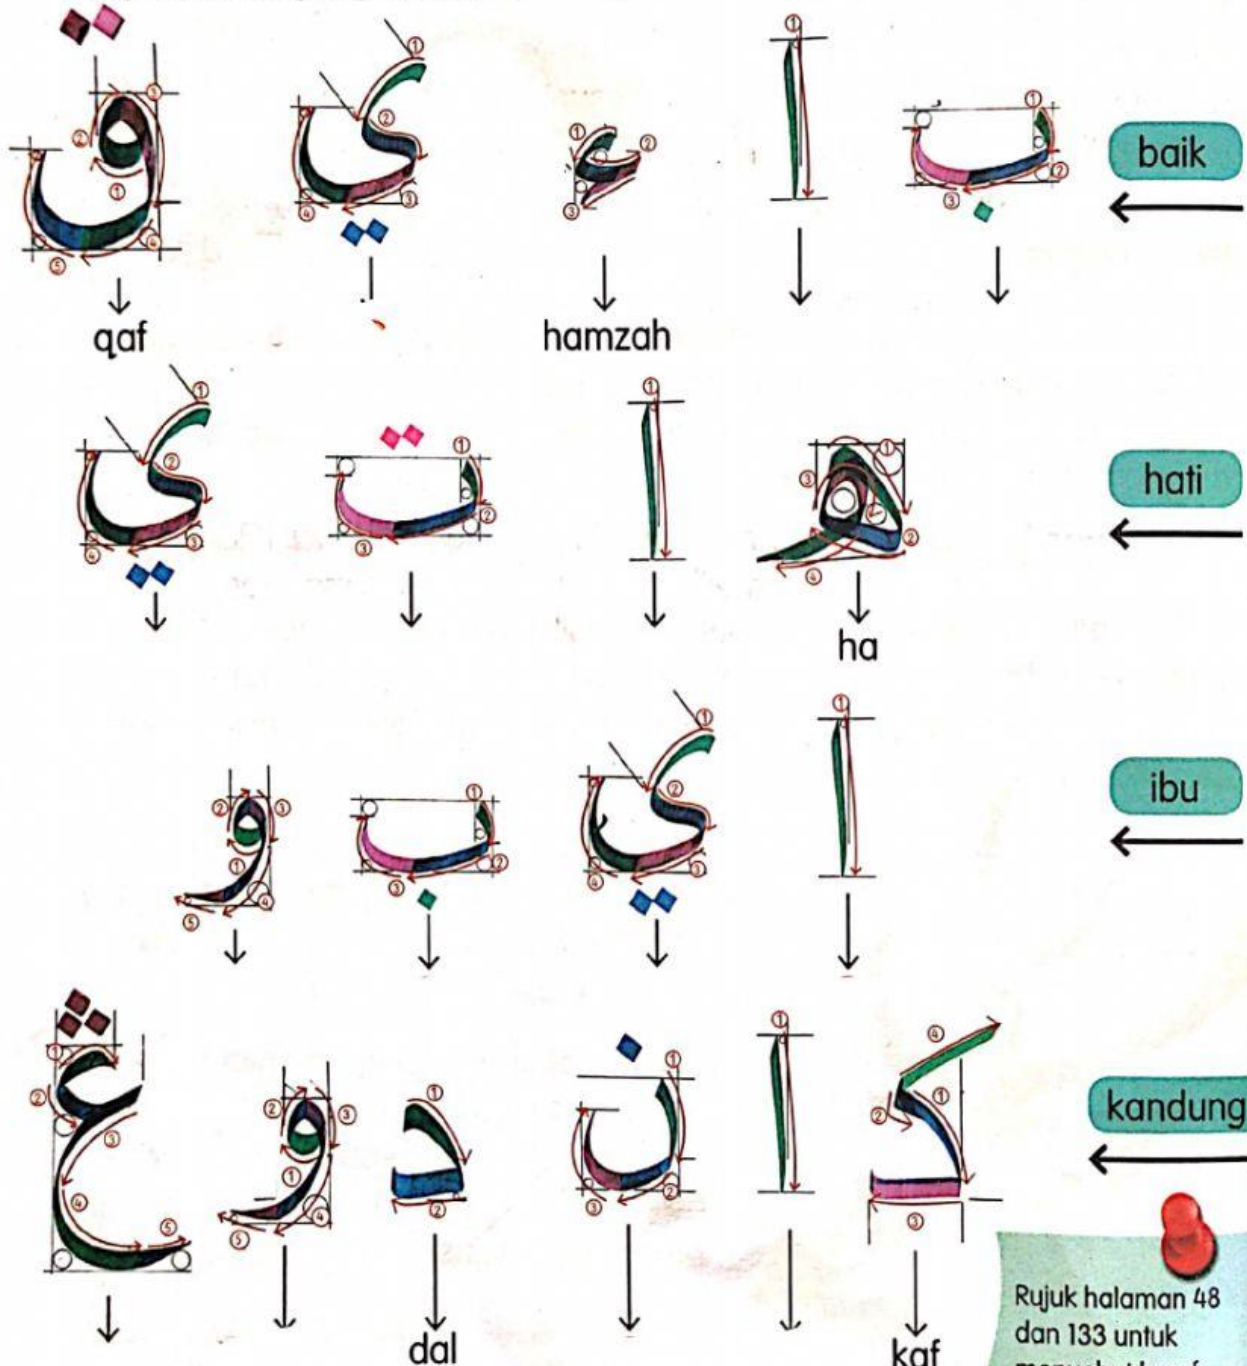 baik ب ا ء ي ق
hamzah qaf
hati ه ا ت ي
ha
ibu ا ي ب و
kandung ک ا ن د و ڠ
kaf dal
Rujuk halaman 48
dan 133 untuk